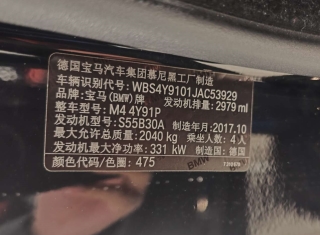 德国宝马汽车集团慕尼黑工厂制造
车辆识别代号: WBS4Y9101JAC53929
品牌: 宝马(BMW)牌 发动机排量: 2979 ml
整车型号: M4 4Y91P
发动机型号: S55B30A 制造年月: 2017.10
最大允许总质量: 2040 kg 乘坐人数: 4人
发动机最大净功率: 331 kW 制造国: 德国
颜色代码/色圈: 475
BMW